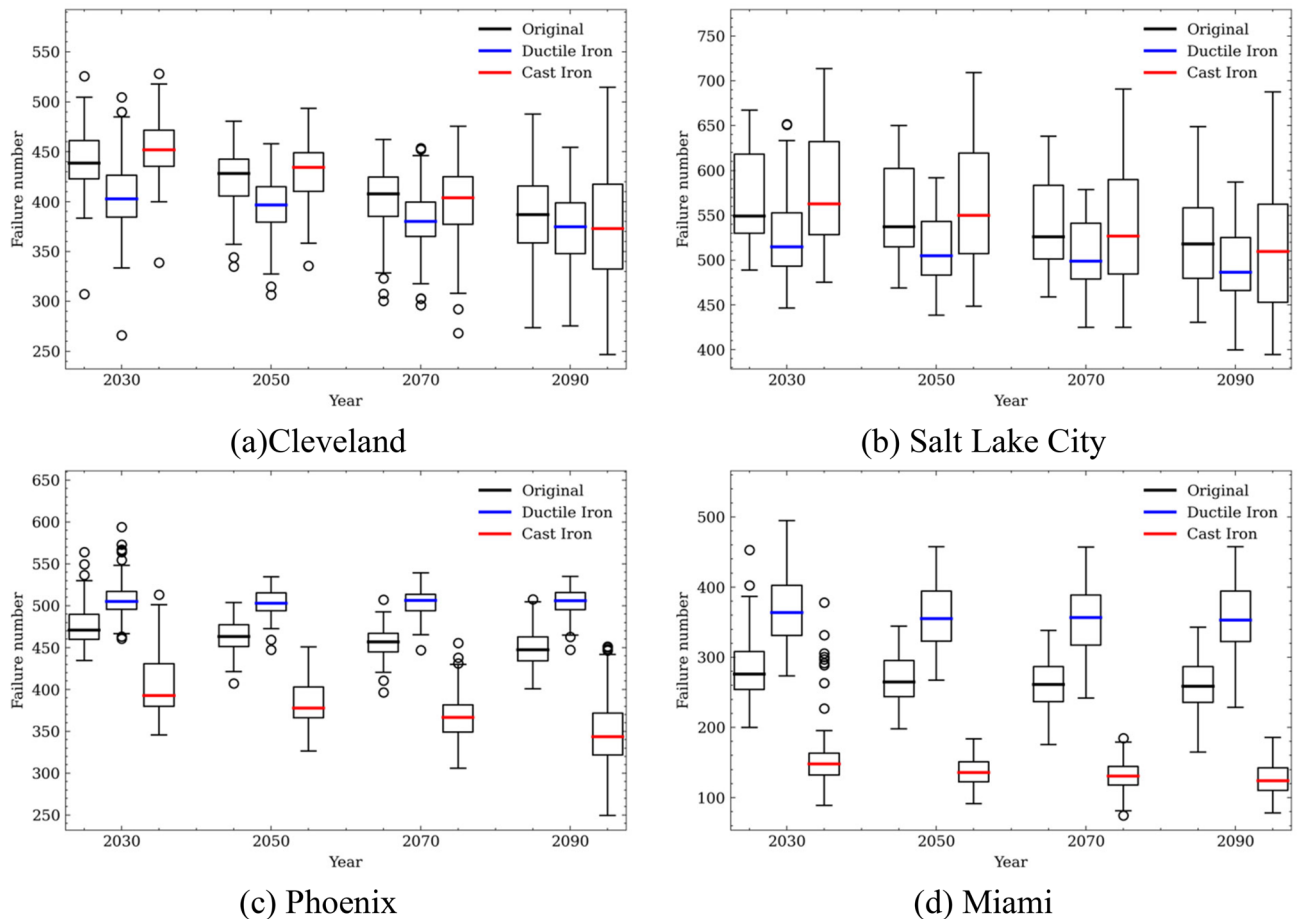 Original
Ductile Iron
Cast Iron
550
500
450
400
350
300
250
Failure number
2030 2050 2070 2090
Year
(a)Cleveland
Original
Ductile Iron
Cast Iron
750
700
650
600
550
500
450
400
Failure number
2030 2050 2070 2090
Year
(b) Salt Lake City
Original
Ductile Iron
Cast Iron
650
600
550
500
450
400
350
300
250
Failure number
2030 2050 2070 2090
Year
(c) Phoenix
Original
Ductile Iron
Cast Iron
500
400
300
200
100
Failure number
2030 2050 2070 2090
Year
(d) Miami